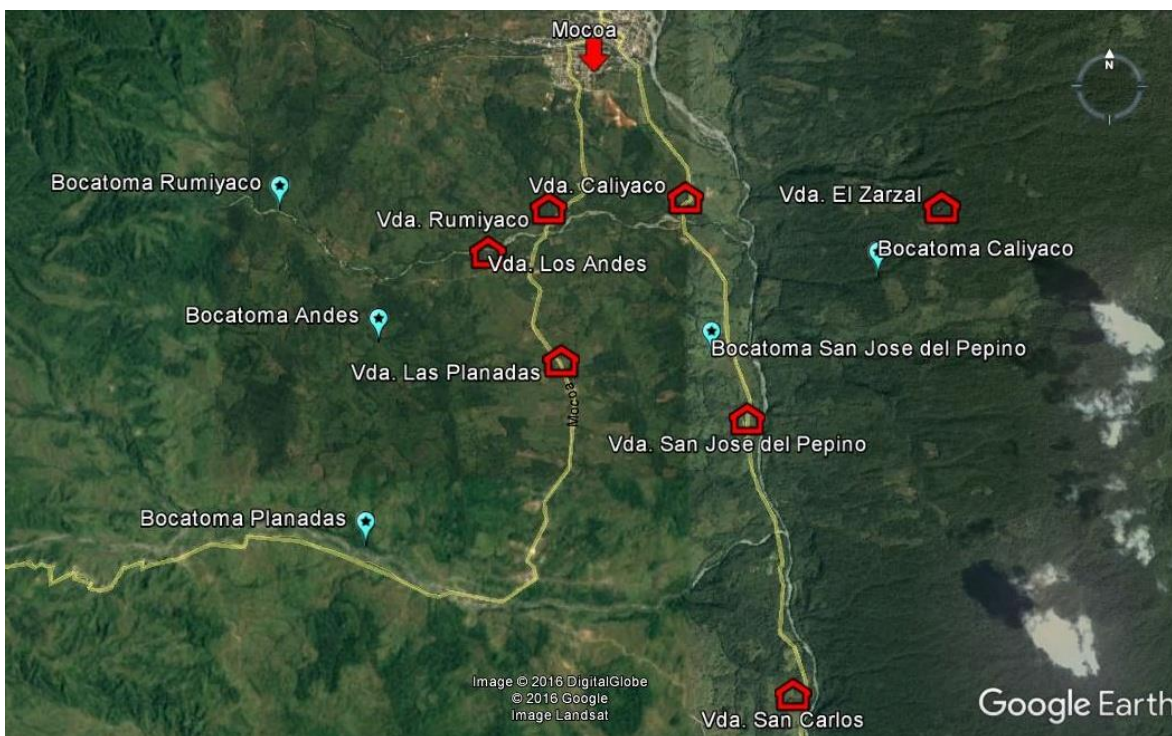 Mocoa
N
Bocatoma Rumiyaco
Vda. Caliyaco
Vda. El Zarzal
Vda. Rumiyaco
Bocatoma Caliyaco
Vda. Los Andes
Bocatoma Andes
Bocatoma San Jose del Pepino
Vda. Las Planadas
Mocoa
Vda. San Jose del Pepino
Bocatoma Planadas
Image © 2016 DigitalGlobe
© 2016 Google
Image Landsat
Google Earth
Vda. San Carlos